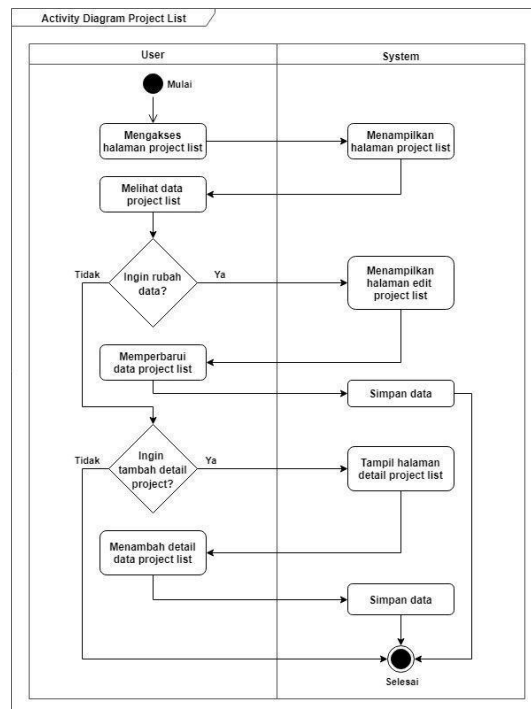 Activity Diagram Project List
User
System
Mulai
Mengakses
halaman project list
Menampilkan
halaman project list
Melihat data
project list
Tidak
Ingin rubah
data?
Ya
Menampilkan
halaman edit
project list
Memperbarui
data project list
Simpan data
Tidak
Ingin
tambah detail
project?
Ya
Tampil halaman
detail project list
Menambah detail
data project list
Simpan data
Selesai